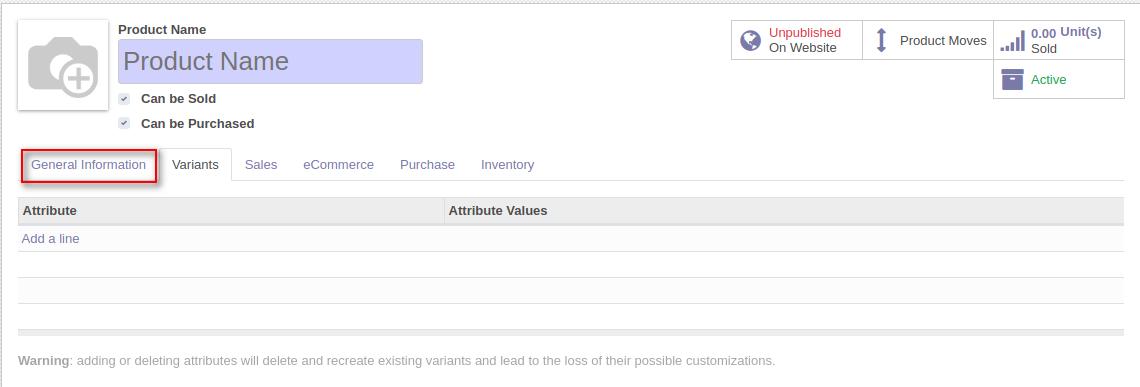 Product Name
Product Name
Can be Sold
Can be Purchased
Unpublished
On Website
Product Moves
0.00 Unit(s)
Sold
Active
General Information Variants Sales eCommerce Purchase Inventory
Attribute Attribute Values
Add a line
Warning: adding or deleting attributes will delete and recreate existing variants and lead to the loss of their possible customizations.